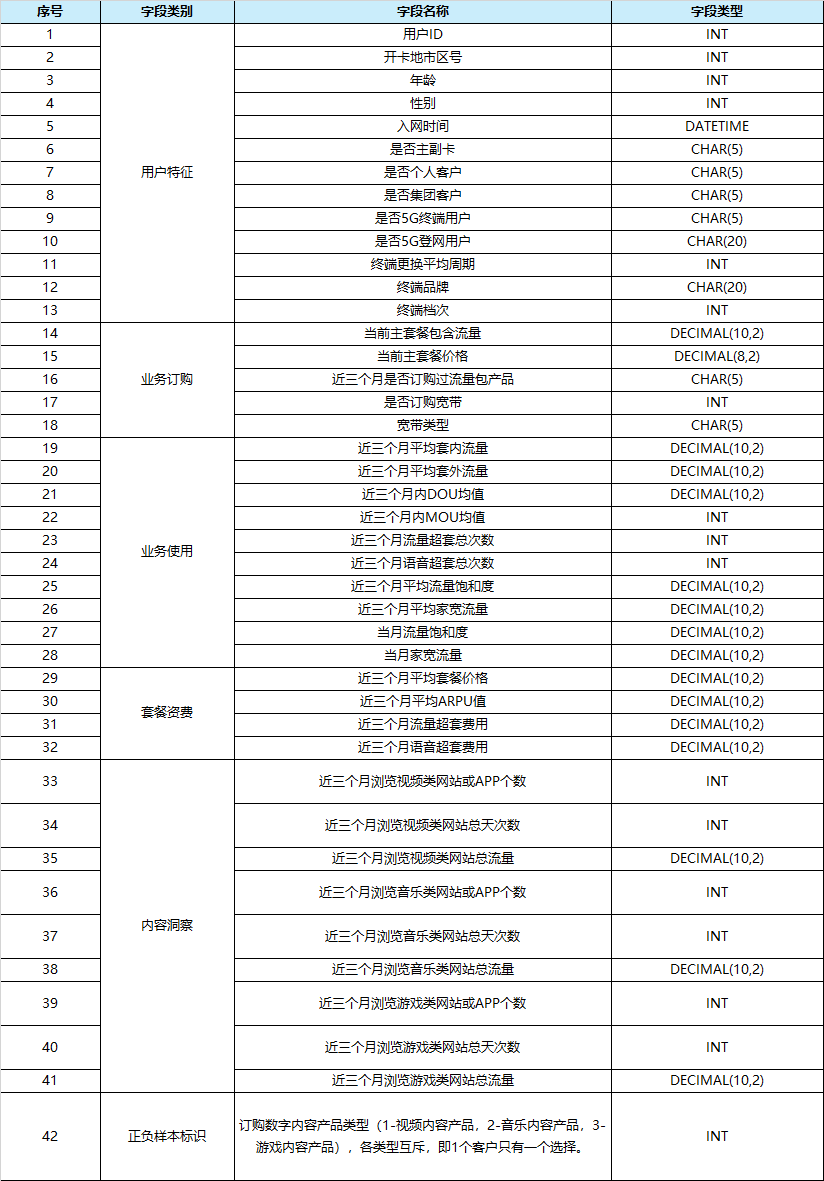 序号 字段类别 字段名称 字段类型
1 用户ID INT
2 开卡地市区号 INT
3 年龄 INT
4 性别 INT
5 入网时间 DATETIME
6 是否主副卡 CHAR(5)
7 用户特征 是否个人客户 CHAR(5)
8 是否集团客户 CHAR(5)
9 是否5G终端用户 CHAR(5)
10 是否5G登网用户 CHAR(20)
11 终端更换平均周期 INT
12 终端品牌 CHAR(20)
13 终端档次 INT
14 当前主套餐包含流量 DECIMAL(10,2)
15 当前主套餐价格 DECIMAL(8,2)
16 业务订购 近三个月是否订购过流量包产品 CHAR(5)
17 是否订购宽带 INT
18 宽带类型 CHAR(5)
19 近三个月平均套内流量 DECIMAL(10,2)
20 近三个月平均套外流量 DECIMAL(10,2)
21 近三个月内DOU均值 DECIMAL(10,2)
22 近三个月内MOU均值 INT
23 近三个月流量超套总次数 INT
业务使用
24 近三个月语音超套总次数 INT
25 近三个月平均流量饱和度 DECIMAL(10,2)
26 近三个月平均家宽流量 DECIMAL(10,2)
27 当月流量饱和度 DECIMAL(10,2)
28 当月家宽流量 DECIMAL(10,2)
29 近三个月平均套餐价格 DECIMAL(10,2)
30 近三个月平均ARPU值 DECIMAL(10,2)
套餐资费
31 近三个月流量超套费用 DECIMAL(10,2)
32 近三个月语音超套费用 DECIMAL(10,2)
33 近三个月浏览视频类网站或APP个数 INT
34 近三个月浏览视频类网站总天次数 INT
35 近三个月浏览视频类网站总流量 DECIMAL(10,2)
36 近三个月浏览音乐类网站或APP个数 INT
内容洞察
37 近三个月浏览音乐类网站总天次数 INT
38 近三个月浏览音乐类网站总流量 DECIMAL(10,2)
39 近三个月浏览游戏类网站或APP个数 INT
40 近三个月浏览游戏类网站总天次数 INT
41 近三个月浏览游戏类网站总流量 DECIMAL(10,2)
42 正负样本标识 订购数字内容产品类型（1-视频内容产品，2-音乐内容产品，3- INT
游戏内容产品），各类型互斥，即1个客户只有一个选择。